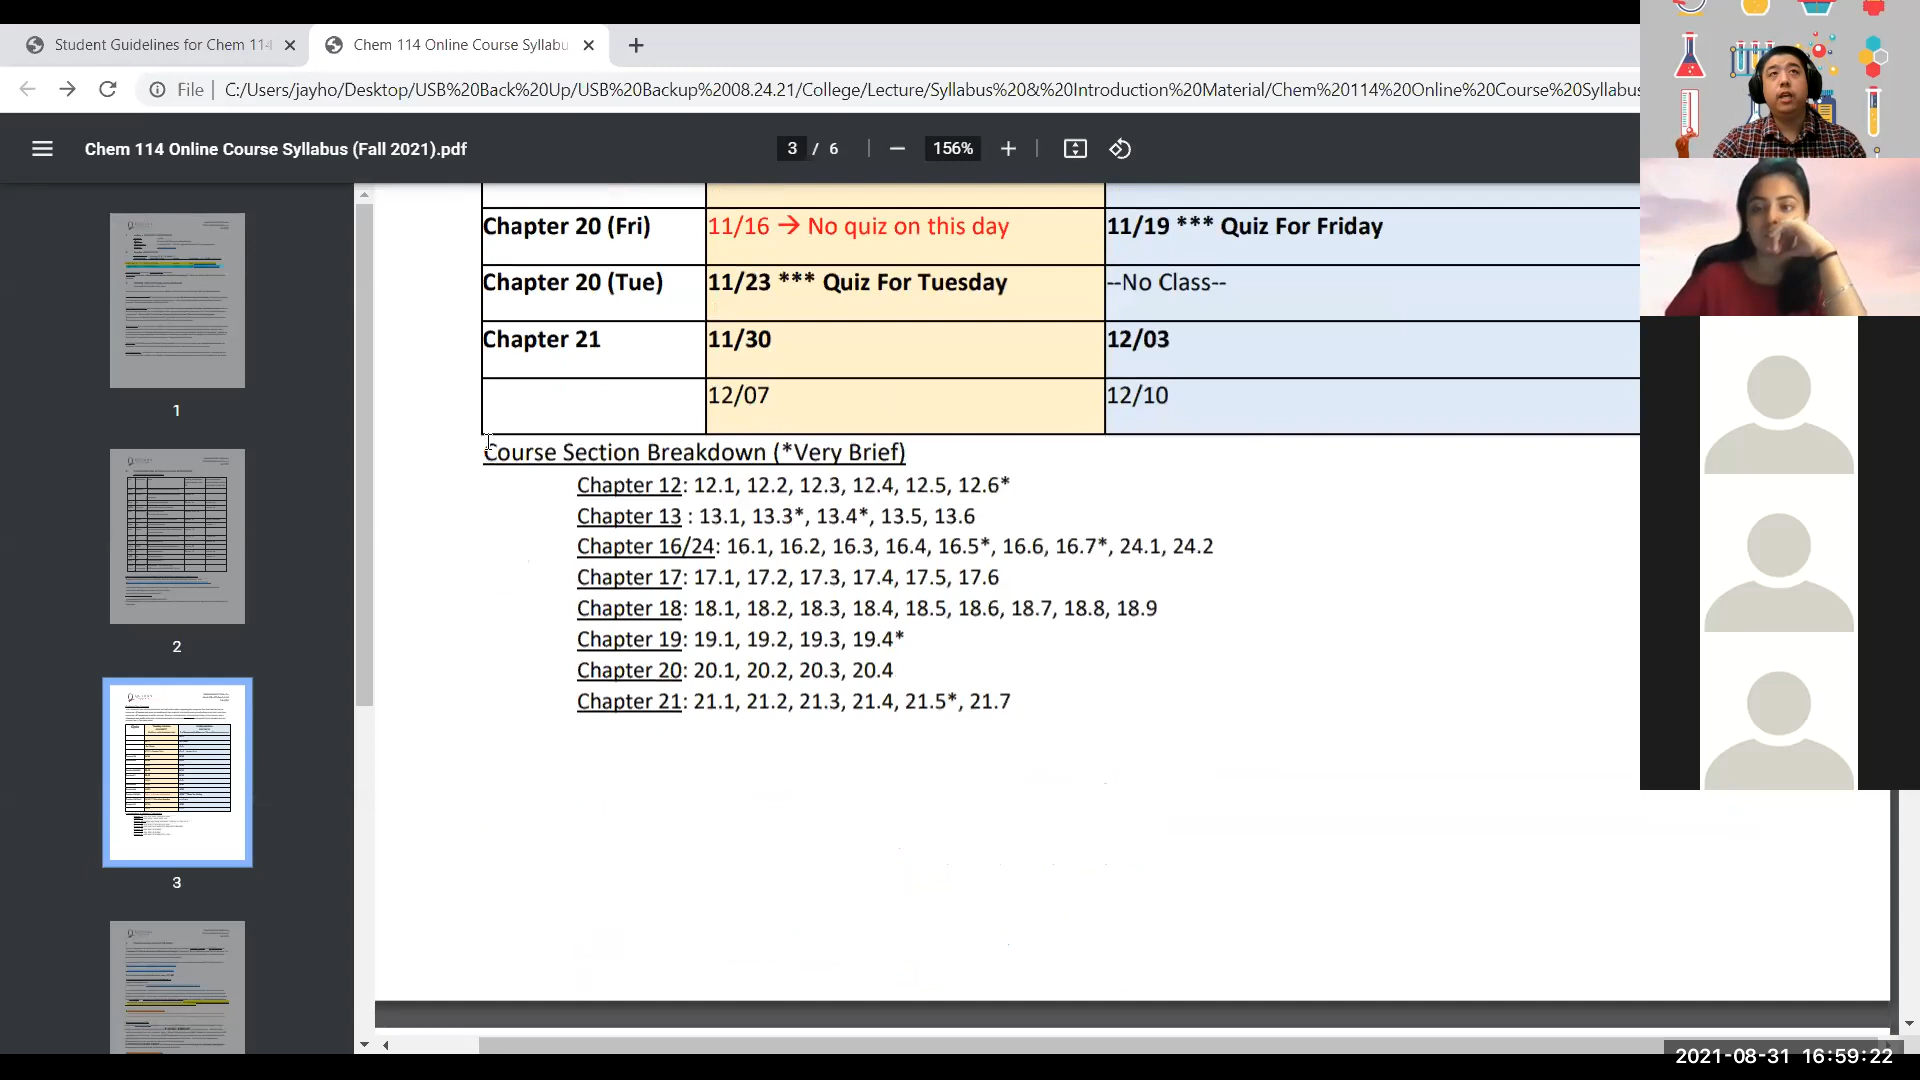 Student Guidelines for Chem 114
Chem 114 Online Course Syllabu
File
C:/Users/jayho/Desktop/USB%20Back%20Up/USB%20Backup%2008.24.21/College/Lecture/Syllabus%20&%20Introduction%20Material/Chem%20114%20Online%20Course%20Syllabus
Chem 114 Online Course Syllabus (Fall 2021).pdf
3 / 6
156%
Chapter 20 (Fri) 11/16 → No quiz on this day 11/19 *** Quiz For Friday
Chapter 20 (Tue) 11/23 *** Quiz For Tuesday --No Class--
Chapter 21 11/30 12/03
12/07 12/10
Course Section Breakdown (*Very Brief)
Chapter 12: 12.1, 12.2, 12.3, 12.4, 12.5, 12.6*
Chapter 13 : 13.1, 13.3*, 13.4*, 13.5, 13.6
Chapter 16/24: 16.1, 16.2, 16.3, 16.4, 16.5*, 16.6, 16.7*, 24.1, 24.2
Chapter 17: 17.1, 17.2, 17.3, 17.4, 17.5, 17.6
Chapter 18: 18.1, 18.2, 18.3, 18.4, 18.5, 18.6, 18.7, 18.8, 18.9
Chapter 19: 19.1, 19.2, 19.3, 19.4*
Chapter 20: 20.1, 20.2, 20.3, 20.4
Chapter 21: 21.1, 21.2, 21.3, 21.4, 21.5*, 21.7
1
2
3
2021-08-31 16:59:22